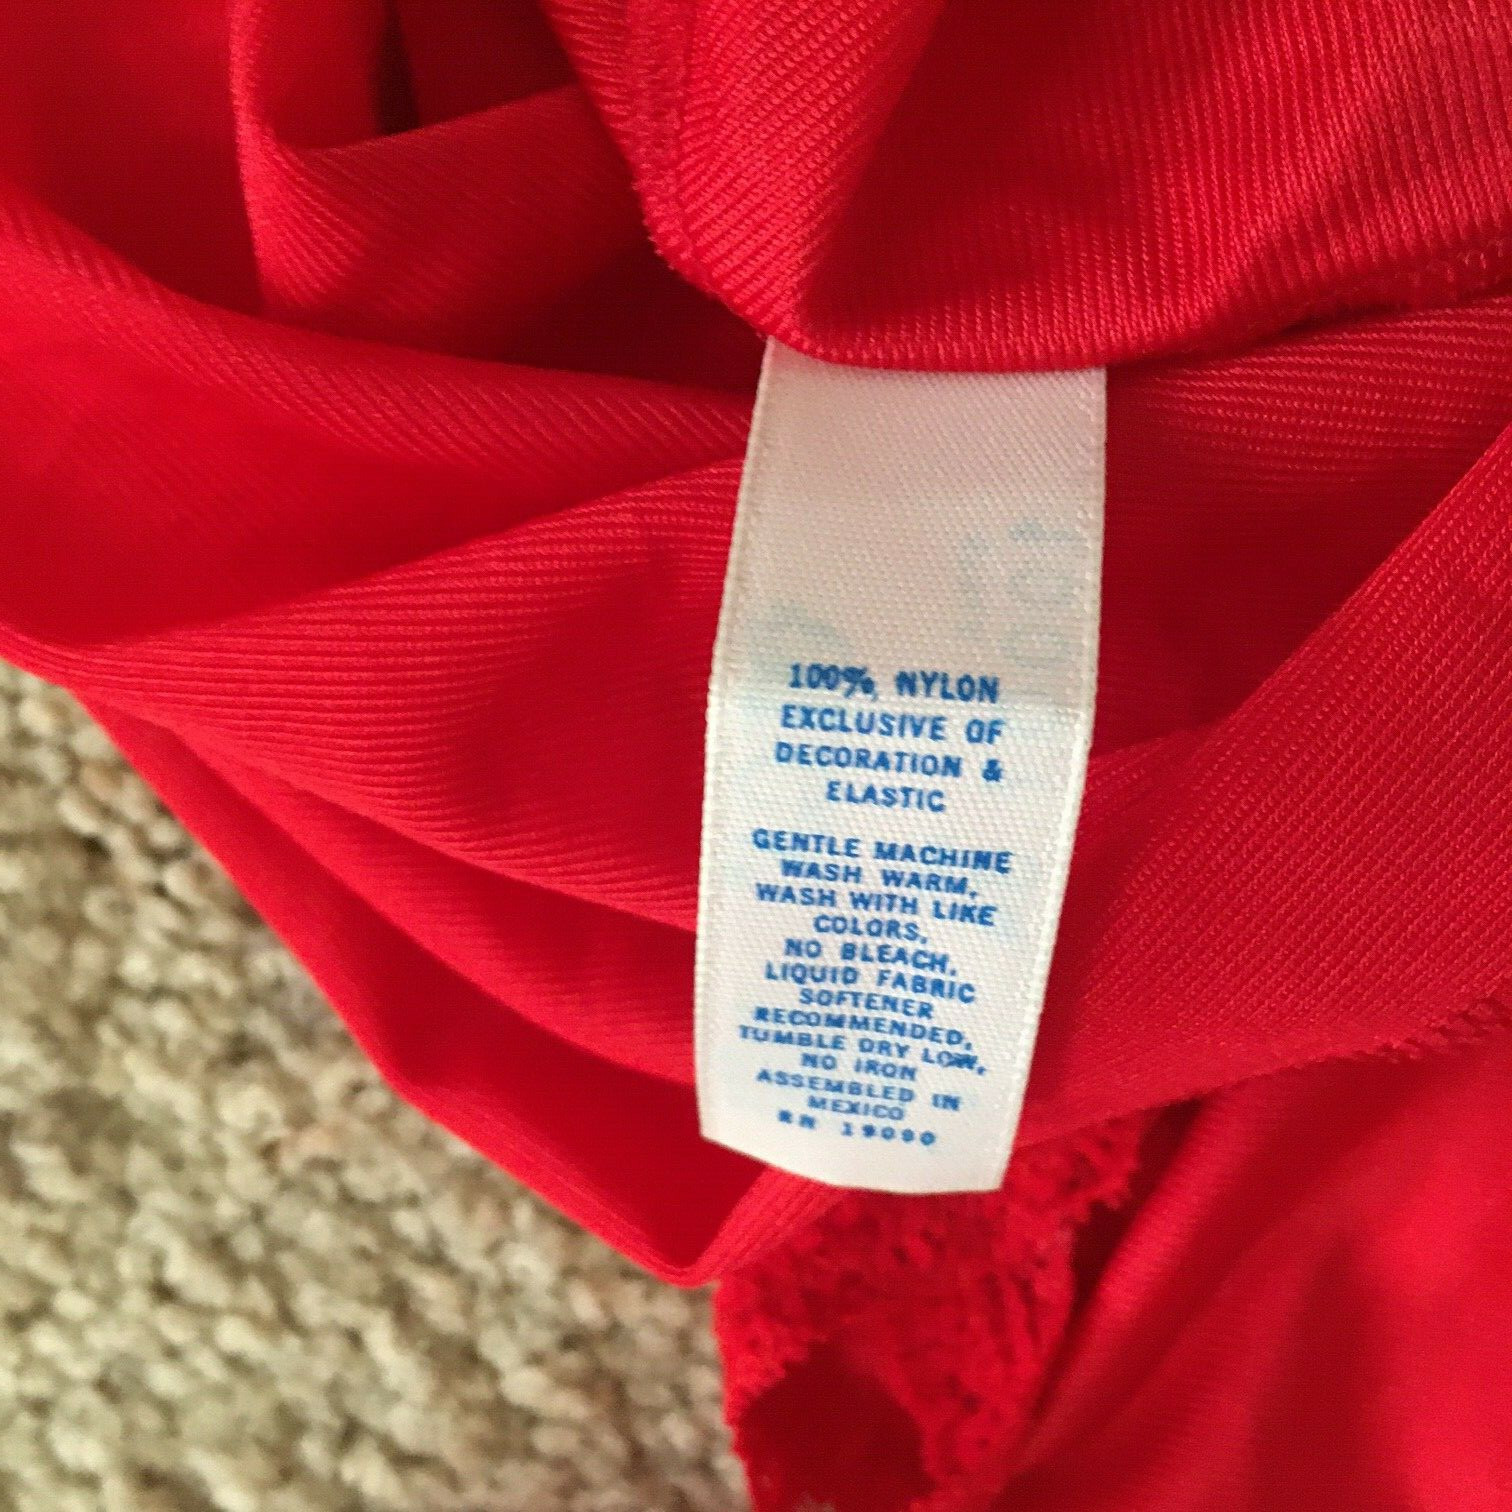 100% NYLON
EXCLUSIVE OF
DECORATION &
ELASTIC
GENTLE MACHINE
WASH WARM,
WASH WITH LIKE
COLORS,
NO BLEACH,
LIQUID FABRIC
SOFTENER
RECOMMENDED,
TUMBLE DRY LOW,
NO IRON
ASSEMBLED IN
MEXICO
RN 19090